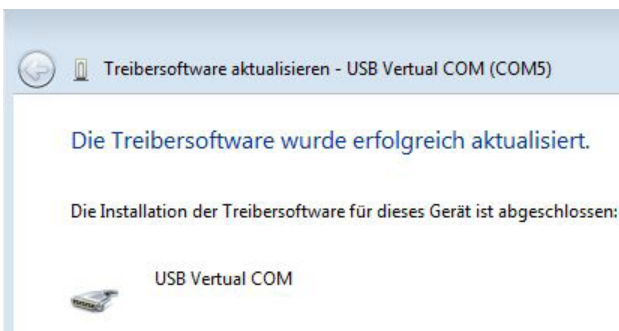 Treibersoftware aktualisieren - USB Vertual COM (COM5)
Die Treibersoftware wurde erfolgreich aktualisiert.
Die Installation der Treibersoftware für dieses Gerät ist abgeschlossen:
USB Vertual COM